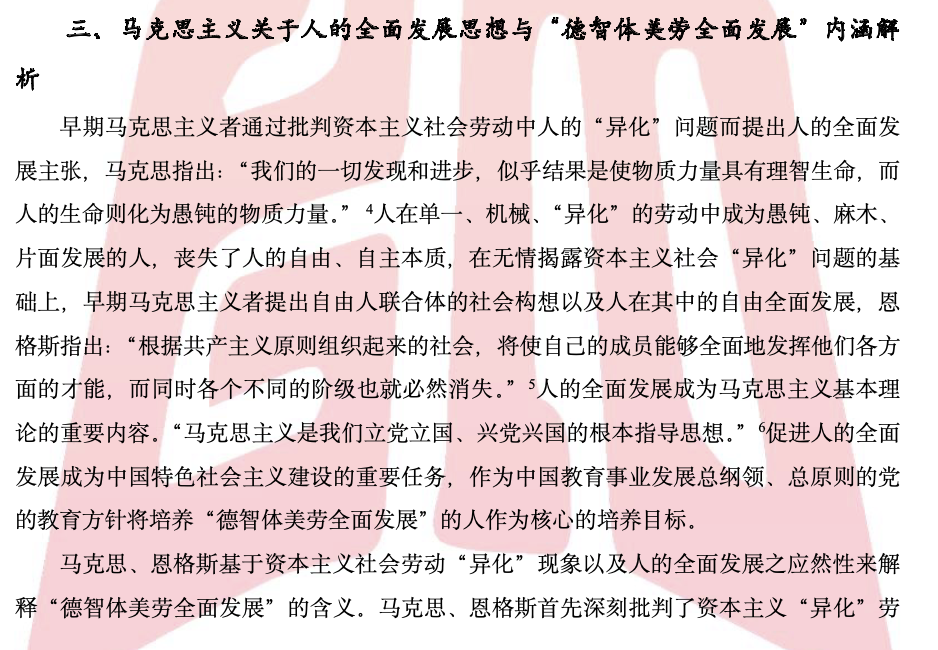 三、马克思主义关于人的全面发展思想与“德智体美劳全面发展”内涵解
析
早期马克思主义者通过批判资本主义社会劳动中人的“异化”问题而提出人的全面发
展主张，马克思指出：“我们的一切发现和进步，似乎结果是使物质力量具有理智生命，而
人的生命则化为愚钝的物质力量。” 4人在单一、机械、“异化”的劳动中成为愚钝、麻木、
片面发展的人，丧失了人的自由、自主本质，在无情揭露资本主义社会“异化”问题的基
础上，早期马克思主义者提出自由人联合体的社会构想以及人在其中的自由全面发展，恩
格斯指出：“根据共产主义原则组织起来的社会，将使自己的成员能够全面地发挥他们各方
面的才能，而同时各个不同的阶级也就必然消失。” 5人的全面发展成为马克思主义基本理
论的重要内容。“马克思主义是我们立党立国、兴党兴国的根本指导思想。” 6促进人的全面
发展成为中国特色社会主义建设的重要任务，作为中国教育事业发展总纲领、总原则的党
的教育方针将培养“德智体美劳全面发展”的人作为核心的培养目标。
马克思、恩格斯基于资本主义社会劳动“异化”现象以及人的全面发展之应然性来解
释“德智体美劳全面发展”的含义。马克思、恩格斯首先深刻批判了资本主义“异化”劳